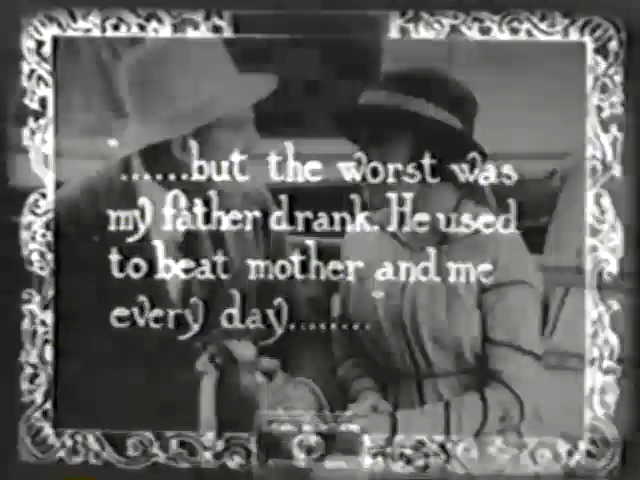 "......but the worst was
my father drank. He used
to beat mother and me
every day.........